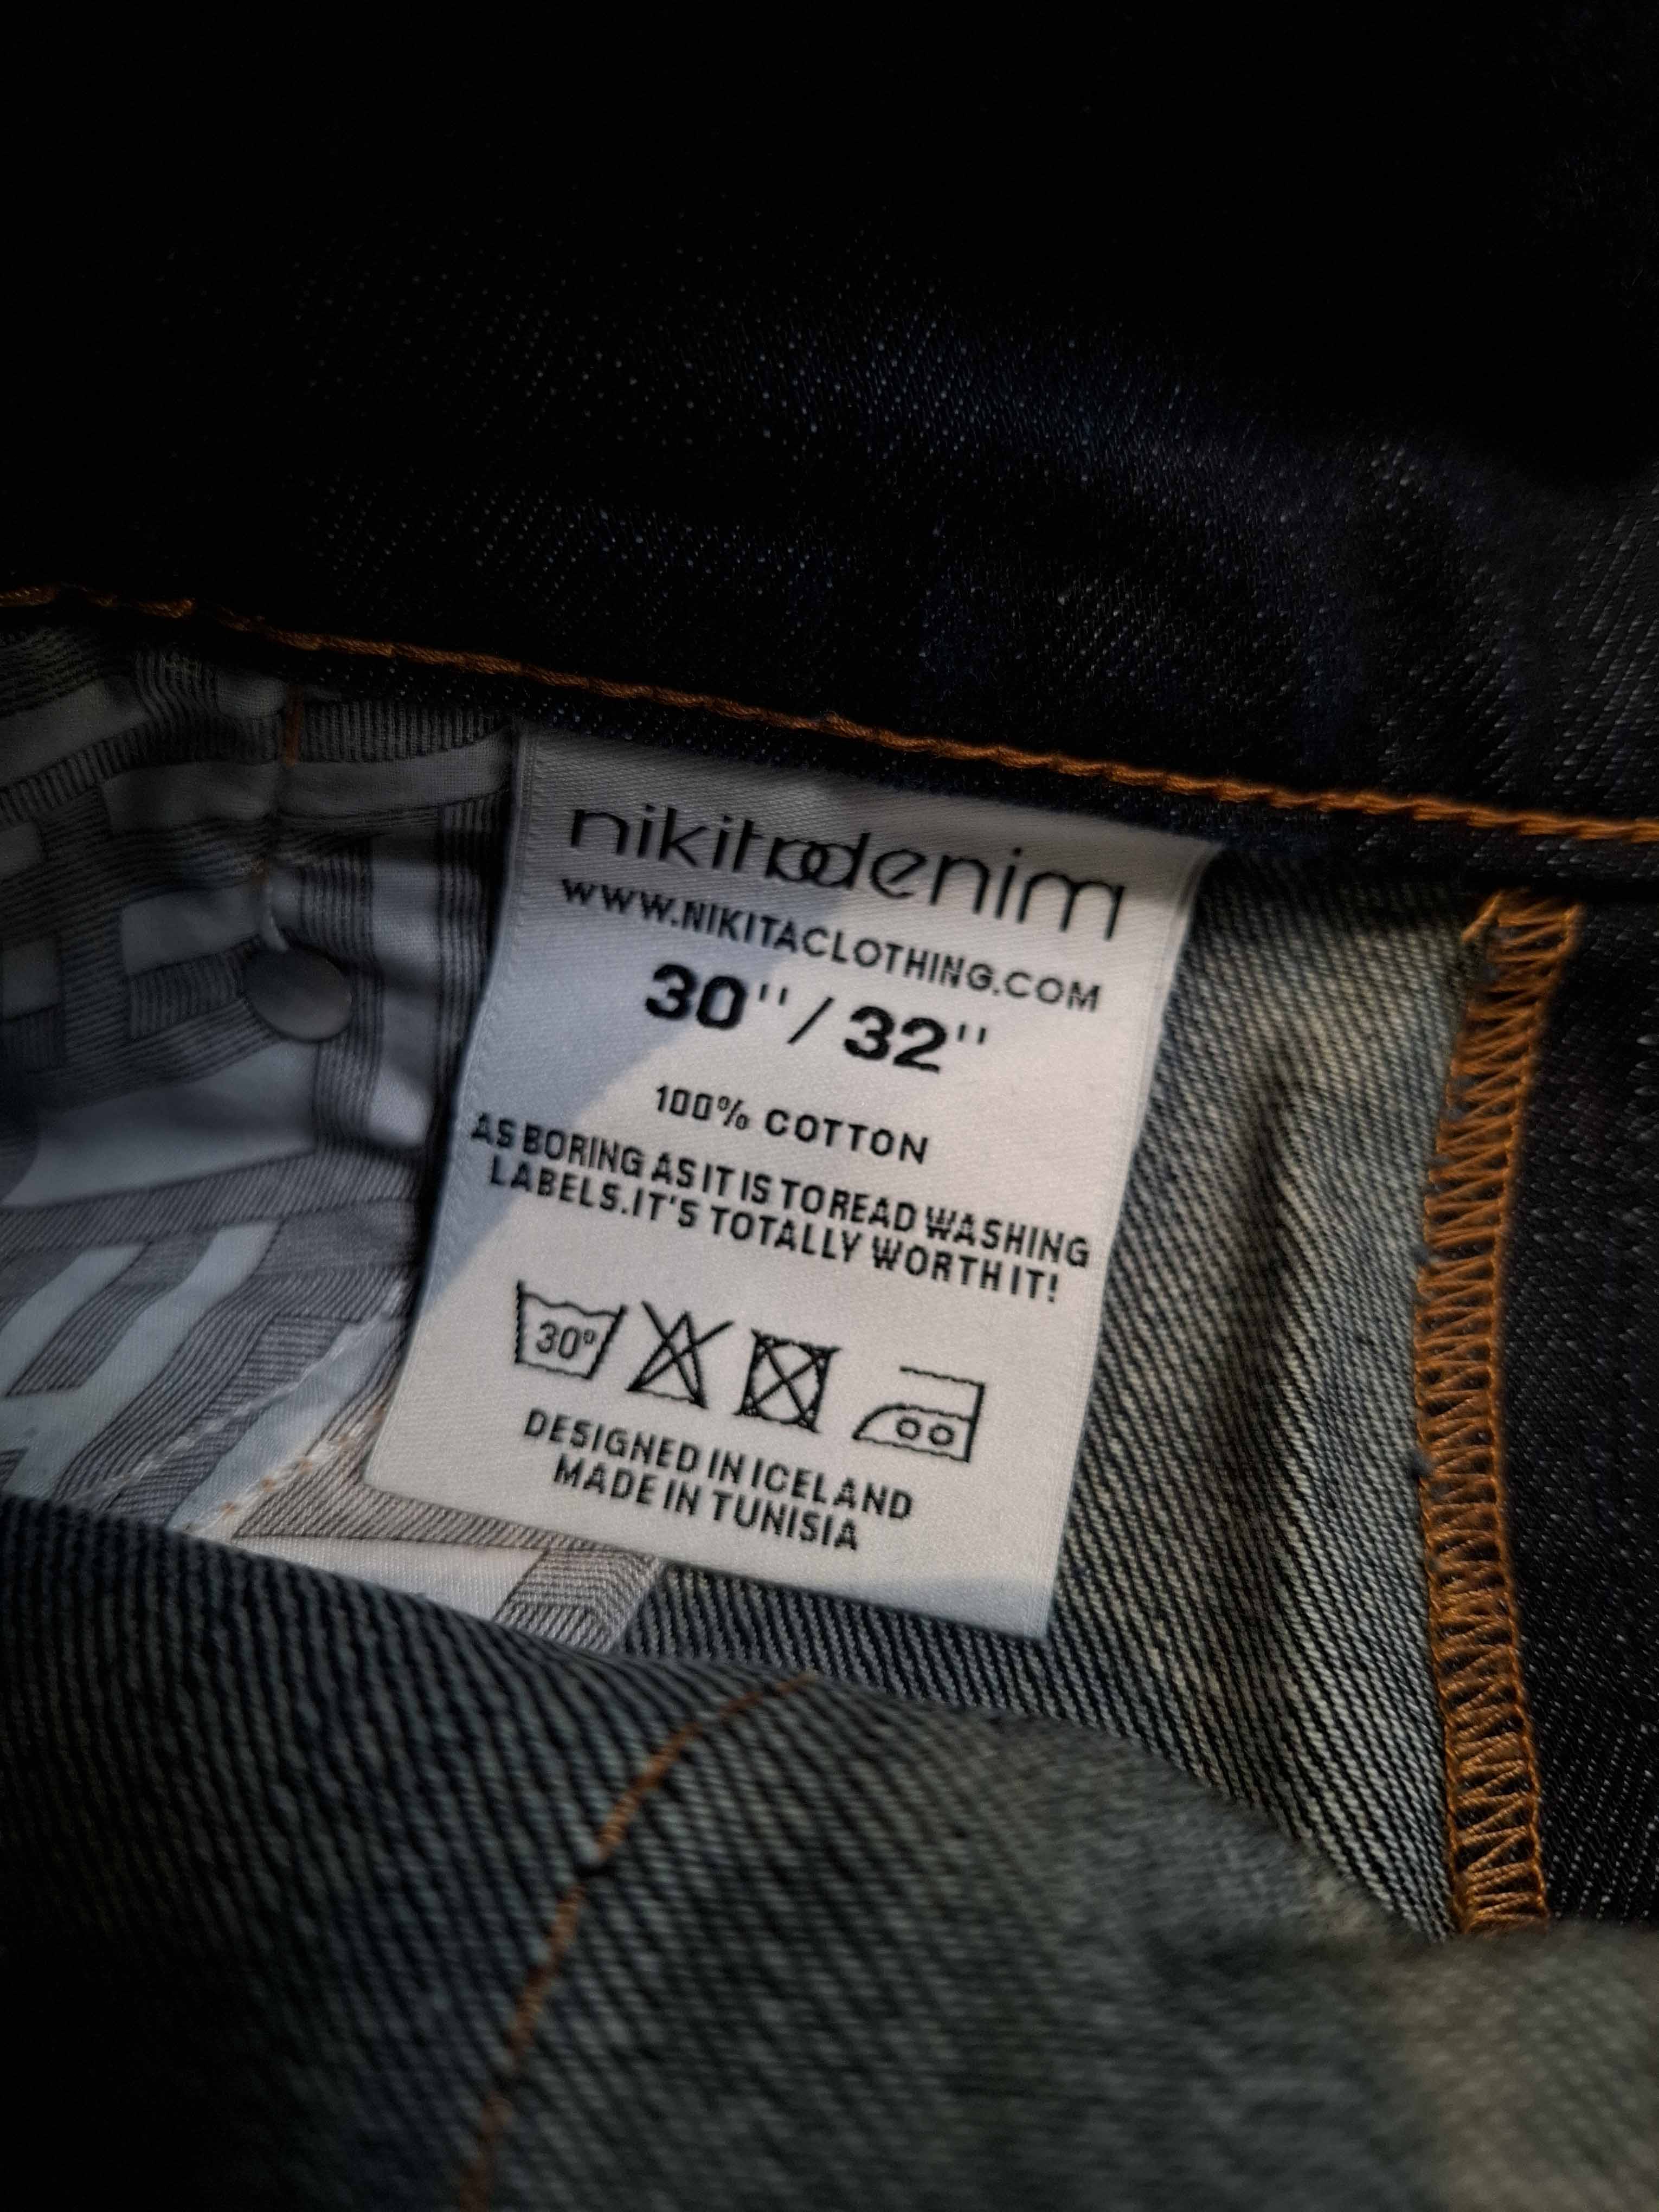 nikitadenim
WWW.NIKITACLOTHING.COM
30"/32"
100% COTTON
AS BORING AS IT IS TO READ WASHING
LABELS.IT'S TOTALLY WORTH IT!
30°
DESIGNED IN ICELAND
MADE IN TUNISIA